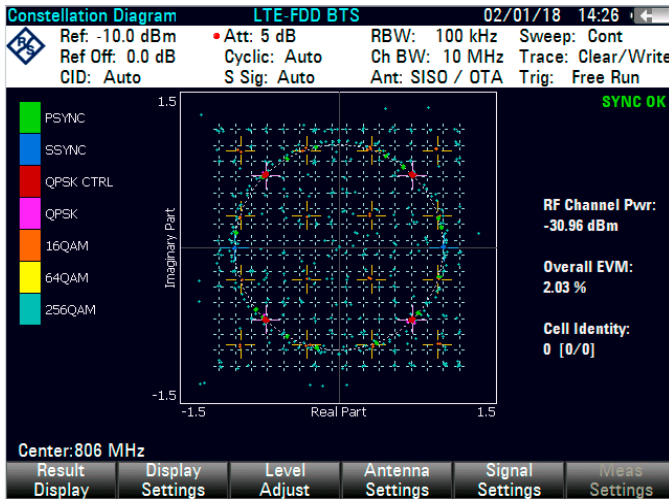 Constellation Diagram LTE-FDD BTS 02/01/18 14:26
R&S
Ref: -10.0 dBm Att: 5 dB RBW: 100 kHz Sweep: Cont
Ref Off: 0.0 dB Cyclic: Auto Ch BW: 10 MHz Trace: Clear/Write
CID: Auto S Sig: Auto Ant: SISO / OTA Trig: Free Run
SYNC OK
1.5
PSYNC
SSYNC
QPSK CTRL
QPSK
16QAM
64QAM
256QAM
Imaginary Part
RF Channel Pwr:
-30.96 dBm
Overall EVM:
2.03 %
Cell Identity:
0 [0/0]
-1.5
-1.5 Real Part 1.5
Center:806 MHz
Result Display
Display Settings
Level Adjust
Antenna Settings
Signal Settings
Meas Settings